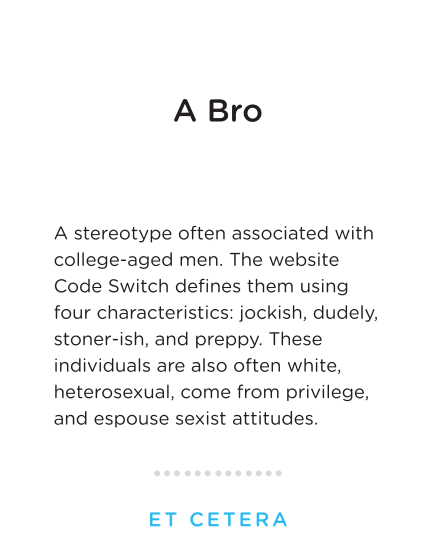 A Bro
A stereotype often associated with
college-aged men. The website
Code Switch defines them using
four characteristics: jockish, dudely,
stoner-ish, and preppy. These
individuals are also often white,
heterosexual, come from privilege,
and espouse sexist attitudes.
ET CETERA